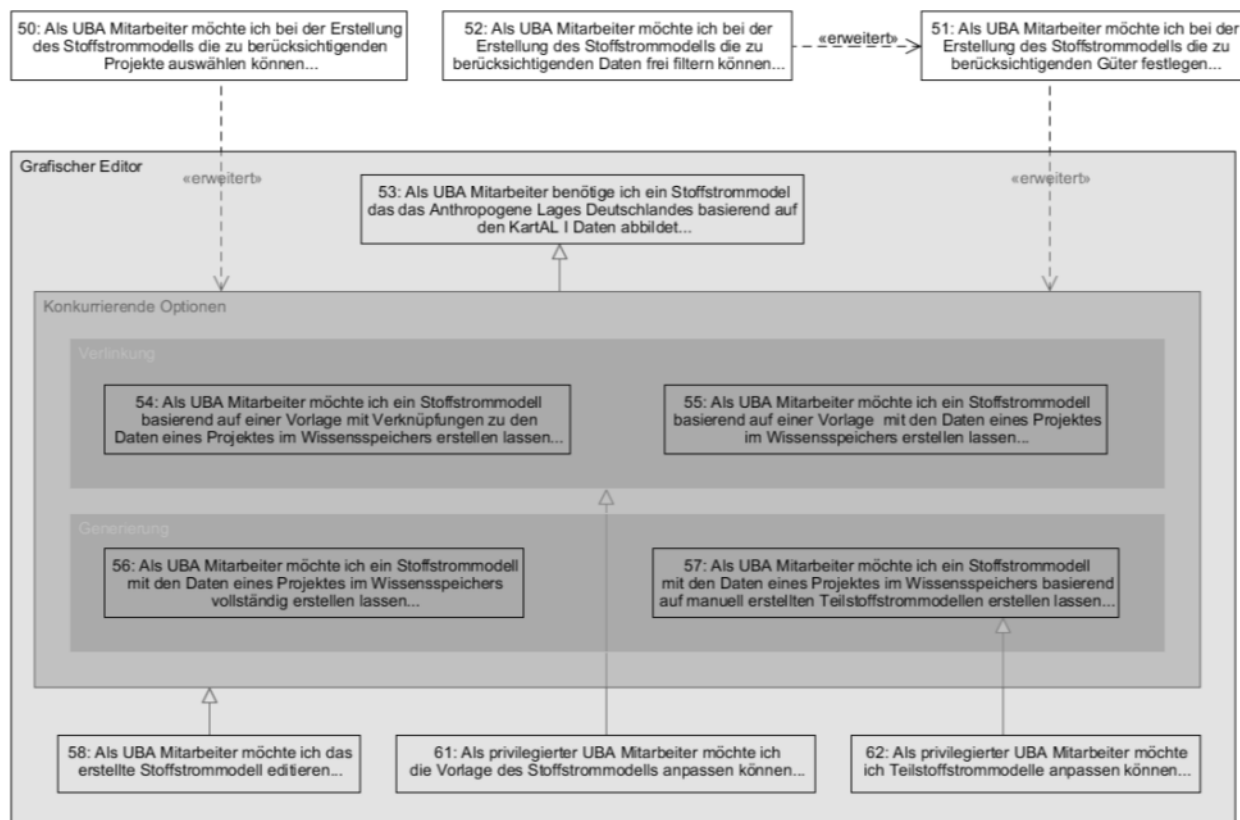 50: Als UBA Mitarbeiter möchte ich bei der Erstellung
des Stoffstrommodells die zu berücksichtigenden
Projekte auswählen können...
52: Als UBA Mitarbeiter möchte ich bei der
Erstellung des Stoffstrommodells die zu
berücksichtigenden Daten frei filtern können...
«erweitert»
51: Als UBA Mitarbeiter möchte ich bei der
Erstellung des Stoffstrommodells die zu
berücksichtigenden Güter festlegen...
Grafischer Editor
«erweitert»
«erweitert»
53: Als UBA Mitarbeiter benötige ich ein Stoffstrommodel
das das Anthropogene Lages Deutschlandes basierend auf
den KartAL I Daten abbildet...
Konkurrierende Optionen
Verlinkung
54: Als UBA Mitarbeiter möchte ich ein Stoffstrommodell
basierend auf einer Vorlage mit Verknüpfungen zu den
Daten eines Projektes im Wissensspeichers erstellen lassen...
55: Als UBA Mitarbeiter möchte ich ein Stoffstrommodell
basierend auf einer Vorlage mit den Daten eines Projektes
im Wissensspeichers erstellen lassen...
Generierung
56: Als UBA Mitarbeiter möchte ich ein Stoffstrommodell
mit den Daten eines Projektes im Wissensspeichers
vollständig erstellen lassen...
57: Als UBA Mitarbeiter möchte ich ein Stoffstrommodell
mit den Daten eines Projektes im Wissensspeichers basierend
auf manuell erstellten Teilstoffstrommodellen erstellen lassen...
58: Als UBA Mitarbeiter möchte ich das
erstellte Stoffstrommodell editieren...
61: Als privilegierter UBA Mitarbeiter möchte ich
die Vorlage des Stoffstrommodells anpassen können...
62: Als privilegierter UBA Mitarbeiter möchte
ich Teilstoffstrommodelle anpassen können...